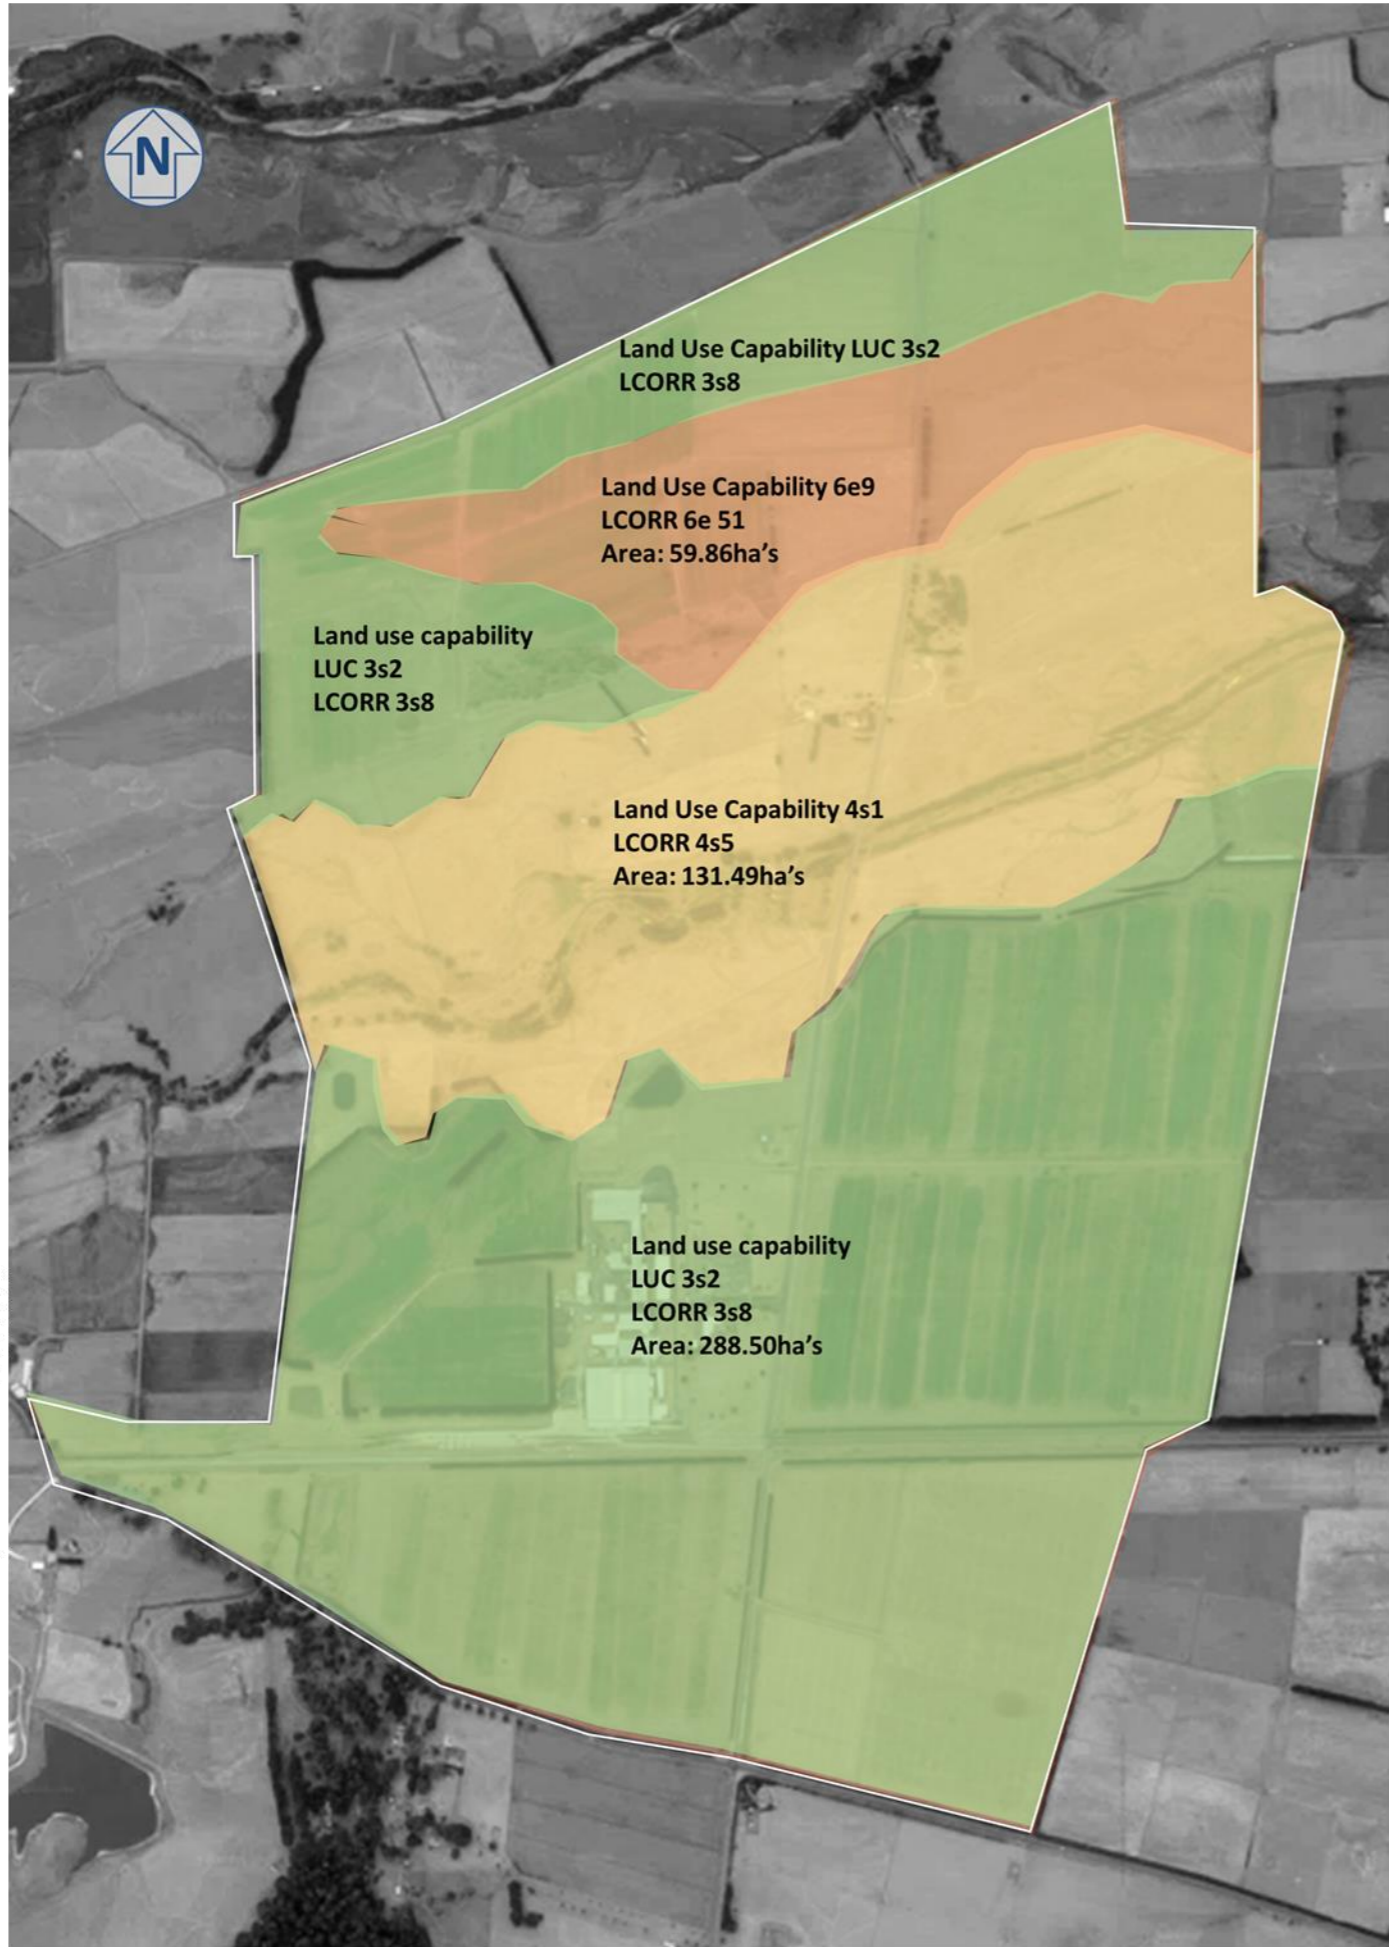 N
Land Use Capability LUC 3s2
LCORR 3s8
Land Use Capability 6e9
LCORR 6e 51
Area: 59.86ha’s
Land use capability
LUC 3s2
LCORR 3s8
Land Use Capability 4s1
LCORR 4s5
Area: 131.49ha’s
Land use capability
LUC 3s2
LCORR 3s8
Area: 288.50ha’s